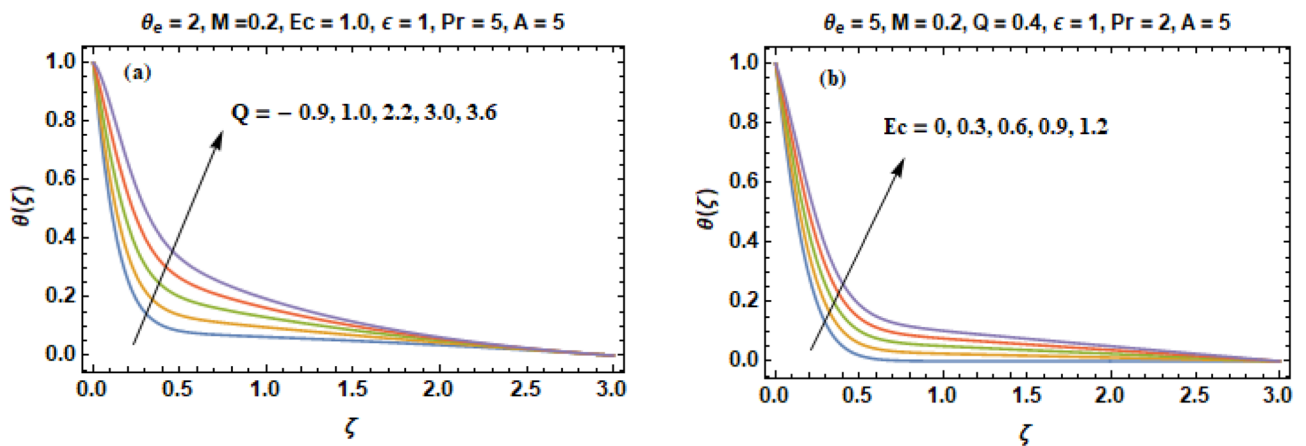 θe = 2, M =0.2, Ec = 1.0, ϵ = 1, Pr = 5, A = 5
(a)
Q = − 0.9, 1.0, 2.2, 3.0, 3.6
θ(ζ)
1.0
0.8
0.6
0.4
0.2
0.0
0.0 0.5 1.0 1.5 2.0 2.5 3.0
ζ
θe = 5, M = 0.2, Q = 0.4, ϵ = 1, Pr = 2, A = 5
(b)
Ec = 0, 0.3, 0.6, 0.9, 1.2
θ(ζ)
1.0
0.8
0.6
0.4
0.2
0.0
0.0 0.5 1.0 1.5 2.0 2.5 3.0
ζ